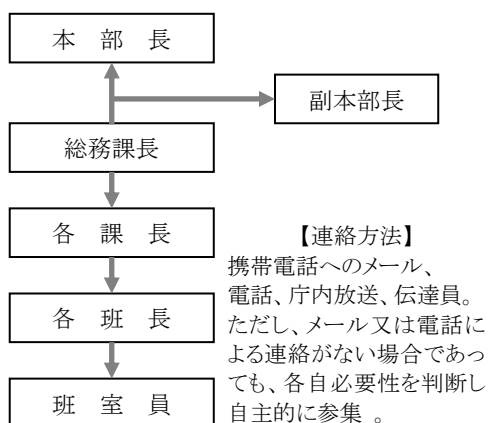 本　部　長
副本部長
総務課長
各　課　長
各　班　長
班　室　員
【連絡方法】
携帯電話へのメール、
電話、庁内放送、伝達員。
ただし、メール又は電話に
よる連絡がない場合であっ
ても、各自必要性を判断し
自主的に参集 。